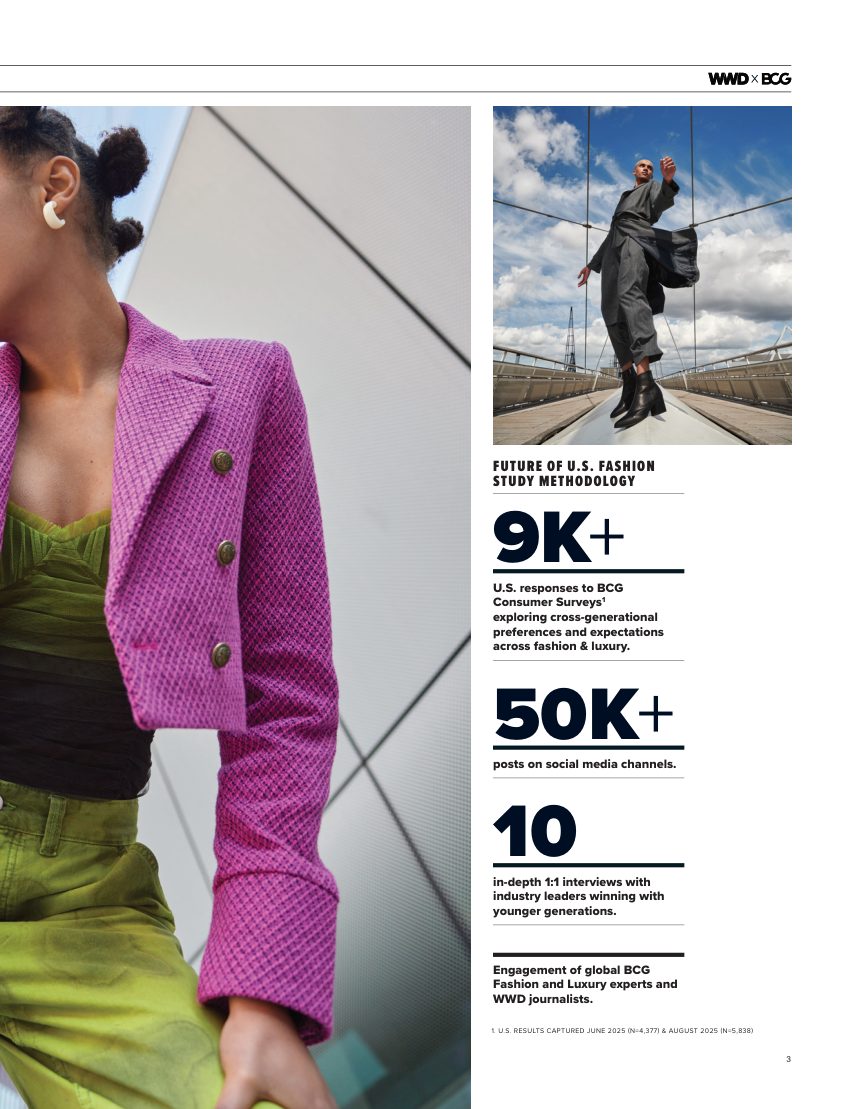 WWD X BCG
FUTURE OF U.S. FASHION
STUDY METHODOLOGY
9K+
U.S. responses to BCG
Consumer Surveys¹
exploring cross-generational
preferences and expectations
across fashion & luxury.
50K+
posts on social media channels.
10
in-depth 1:1 interviews with
industry leaders winning with
younger generations.
Engagement of global BCG
Fashion and Luxury experts and
WWD journalists.
1. U.S. RESULTS CAPTURED JUNE 2025 (N=4,377) & AUGUST 2025 (N=5,838)
3